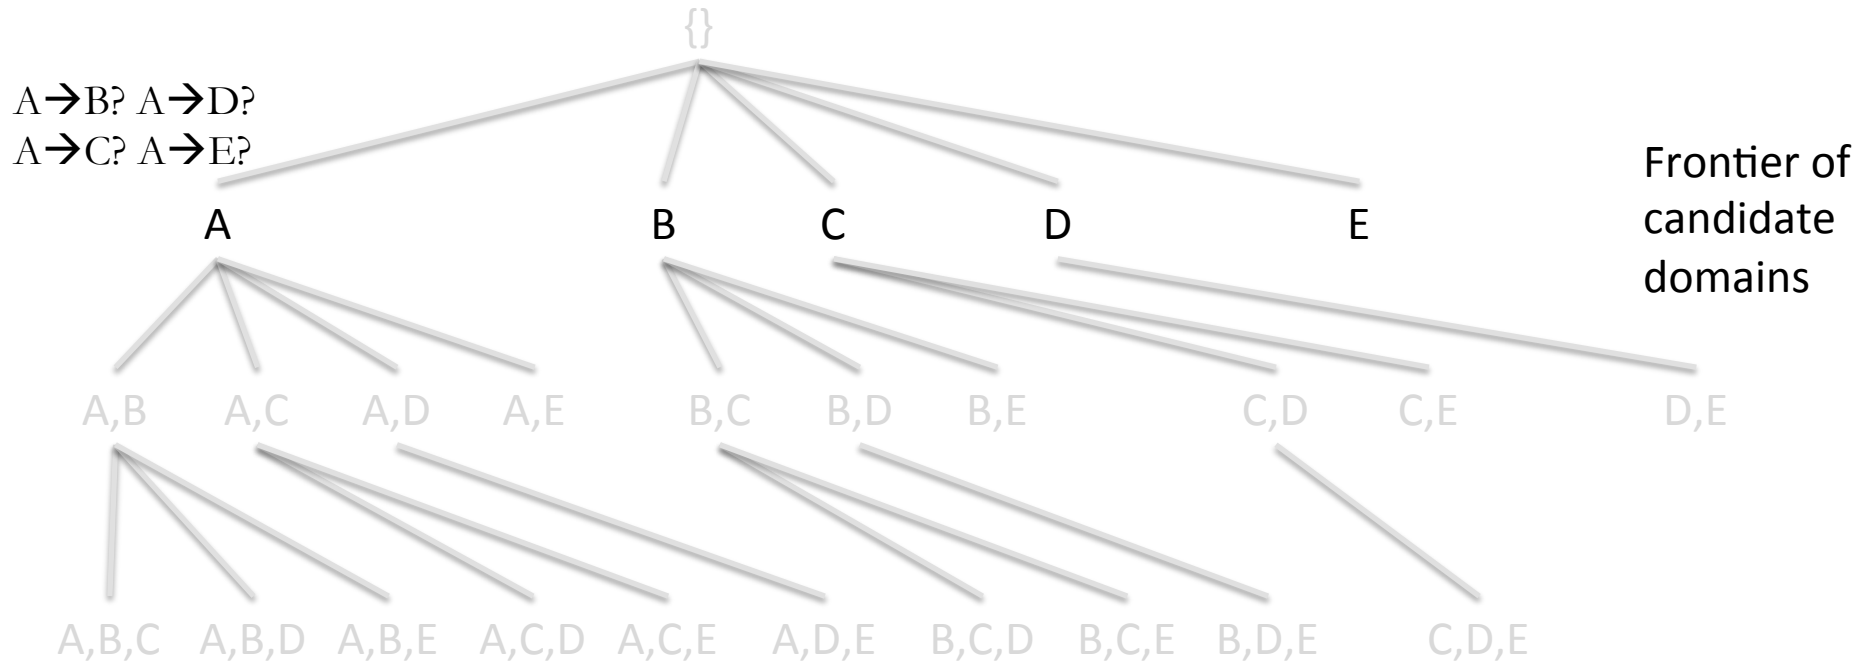 {}
A→B? A→D?
A→C? A→E?
Frontier of
candidate
domains
A B C D E
A,B A,C A,D A,E B,C B,D B,E C,D C,E D,E
A,B,C A,B,D A,B,E A,C,D A,C,E A,D,E B,C,D B,C,E B,D,E C,D,E